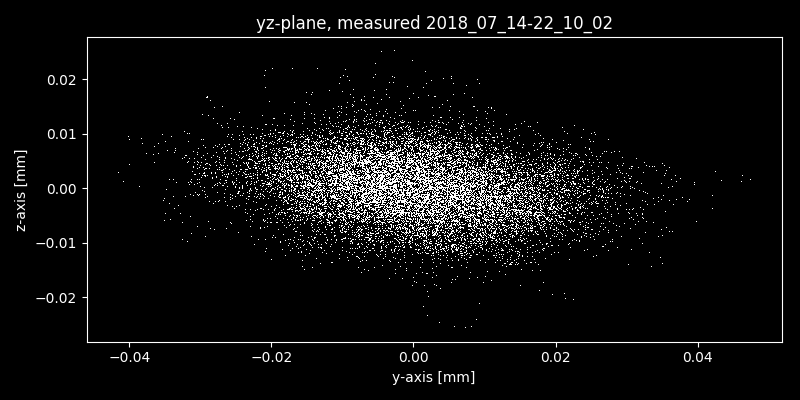 yz-plane, measured 2018_07_14-22_10_02
0.02
0.01
0.00
−0.01
−0.02
z-axis [mm]
−0.04 −0.02 0.00 0.02 0.04
y-axis [mm]